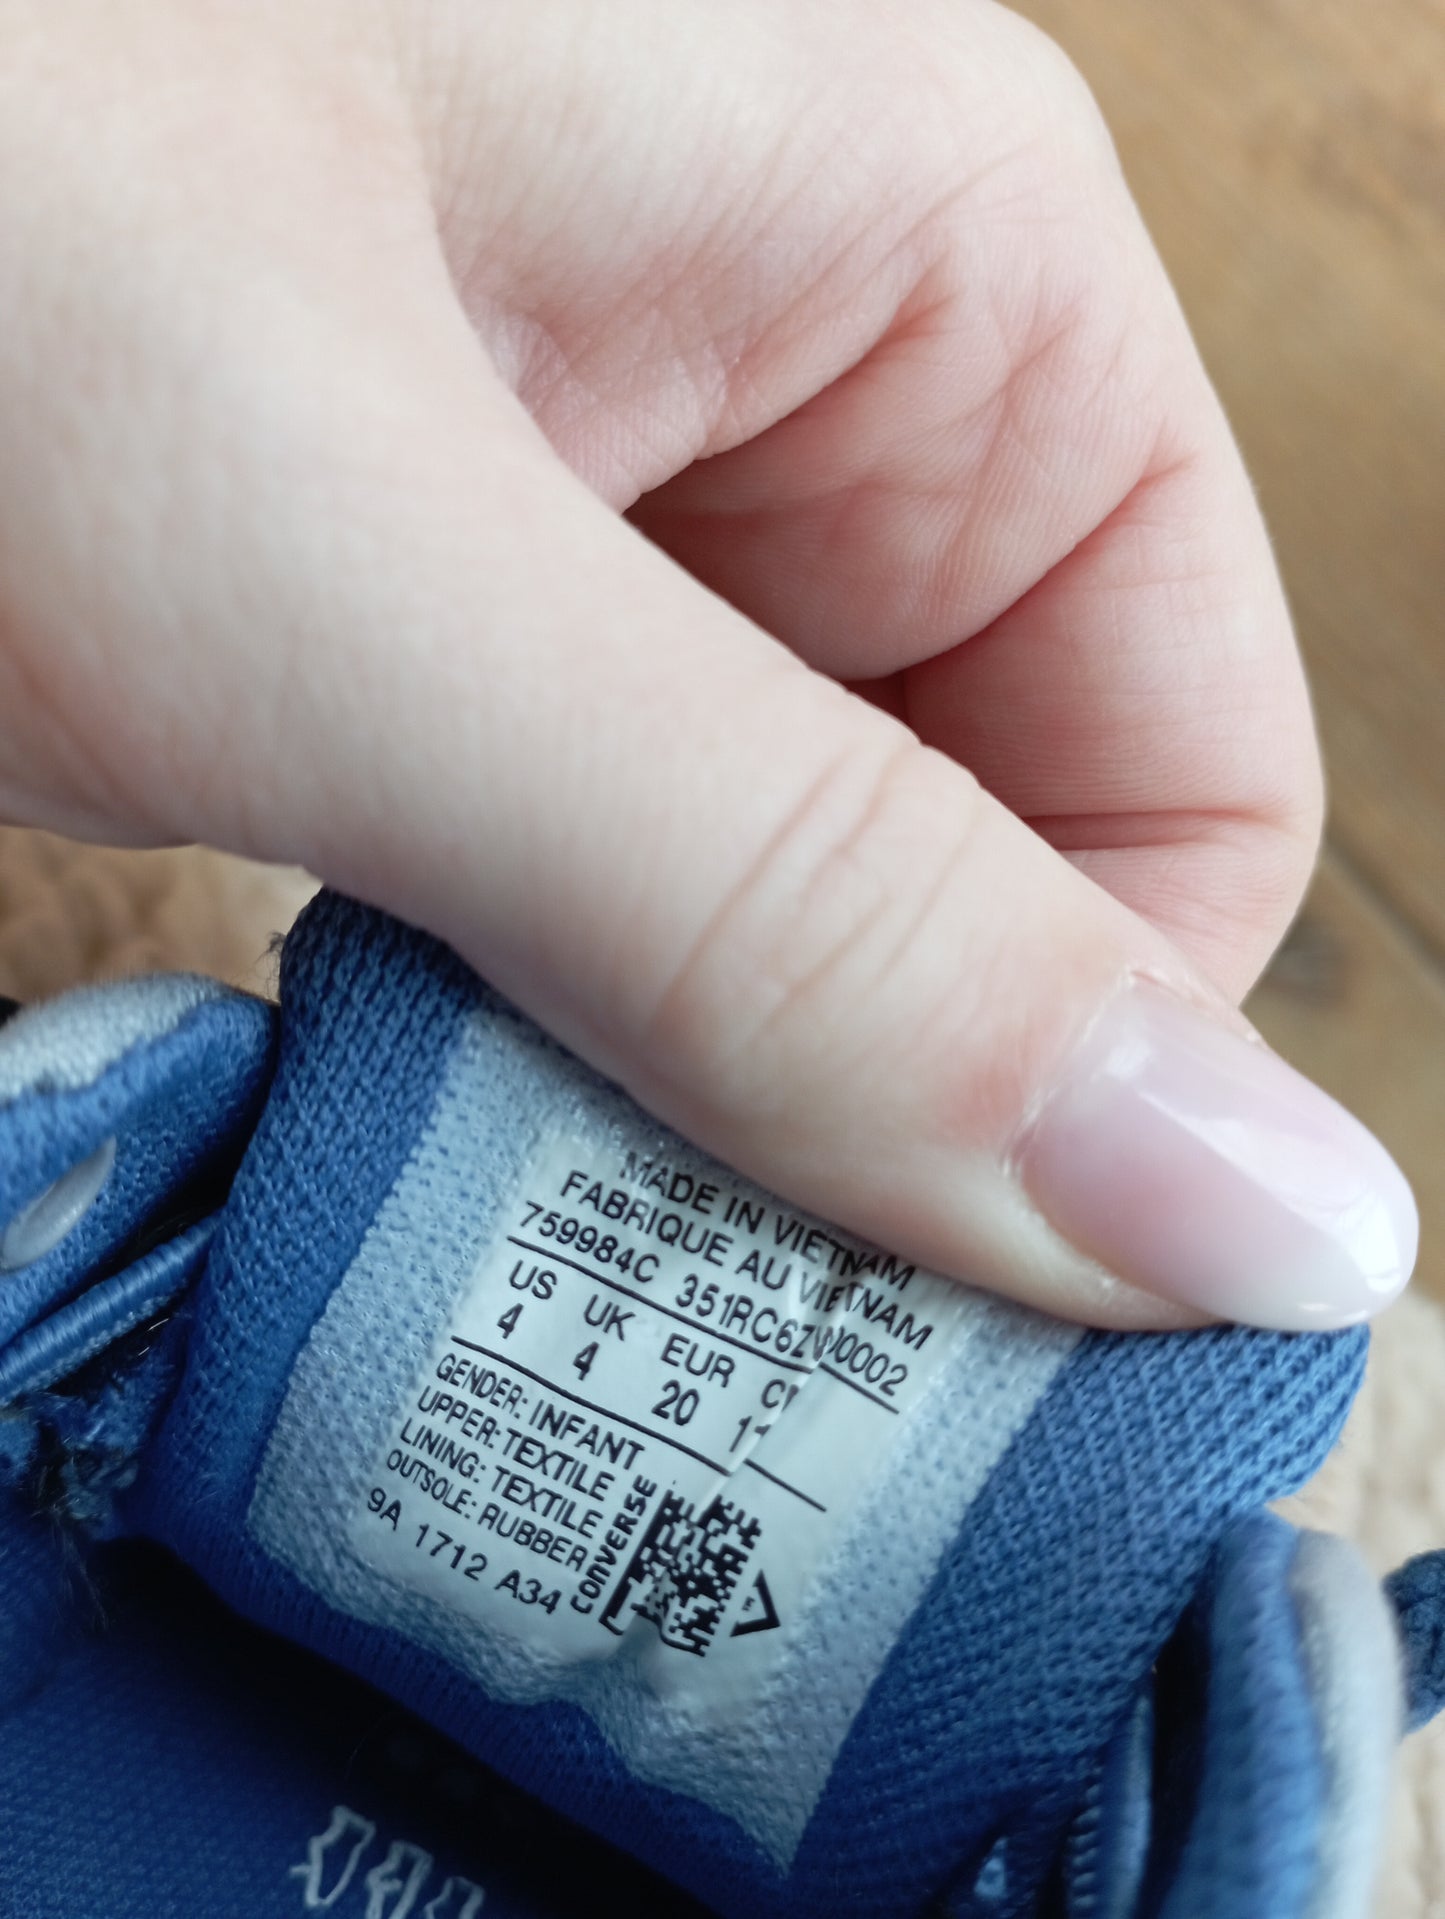 MADE IN VIETNAM
FABRIQUE AU VIETNAM
759984C 351RC6Z
US UK EUR
4 4 20
GENDER: INFANT
UPPER: TEXTILE
LINING: TEXTILE
OUTSOLE: RUBBER
9A 1712 A34
CONVERSE